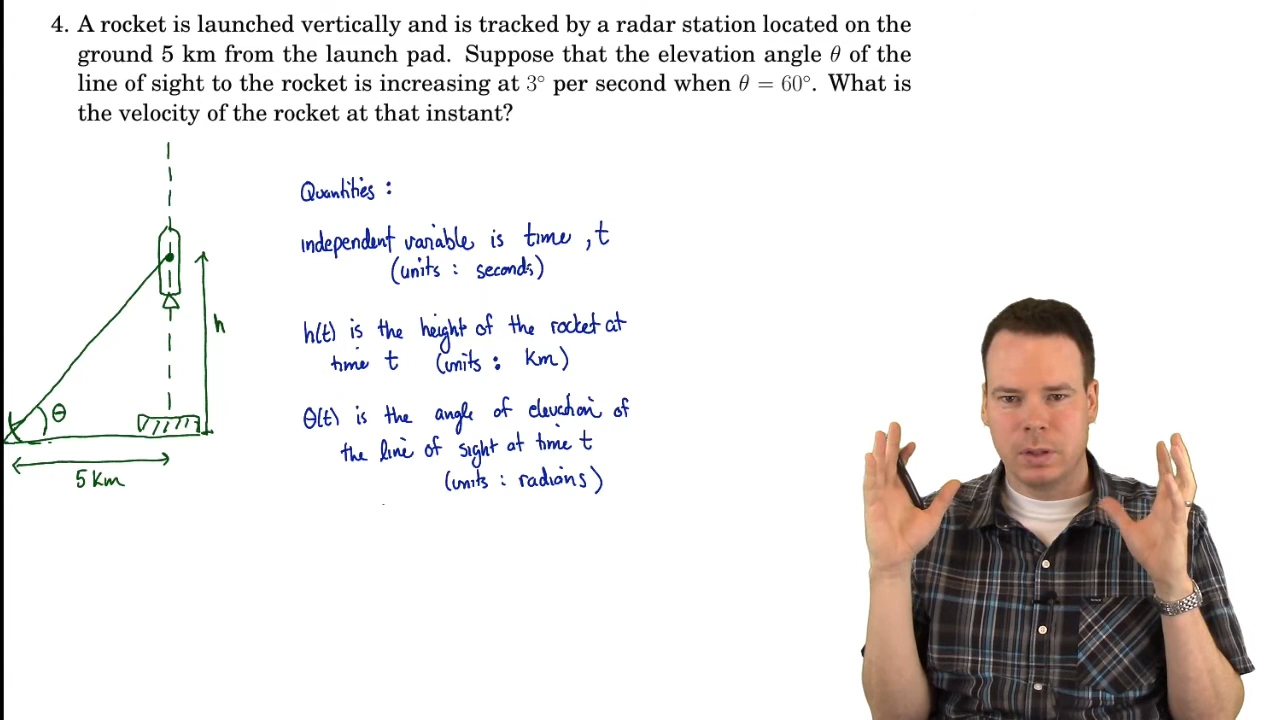 4. A rocket is launched vertically and is tracked by a radar station located on the
ground 5 km from the launch pad. Suppose that the elevation angle θ of the
line of sight to the rocket is increasing at 3° per second when θ = 60°. What is
the velocity of the rocket at that instant?
Quantities :
independent variable is time , t
(units : seconds)
h(t) is the height of the rocket at
time t (units : km)
h
θ(t) is the angle of elevation of
θ
the line of sight at time t
(units : radians)
5 km